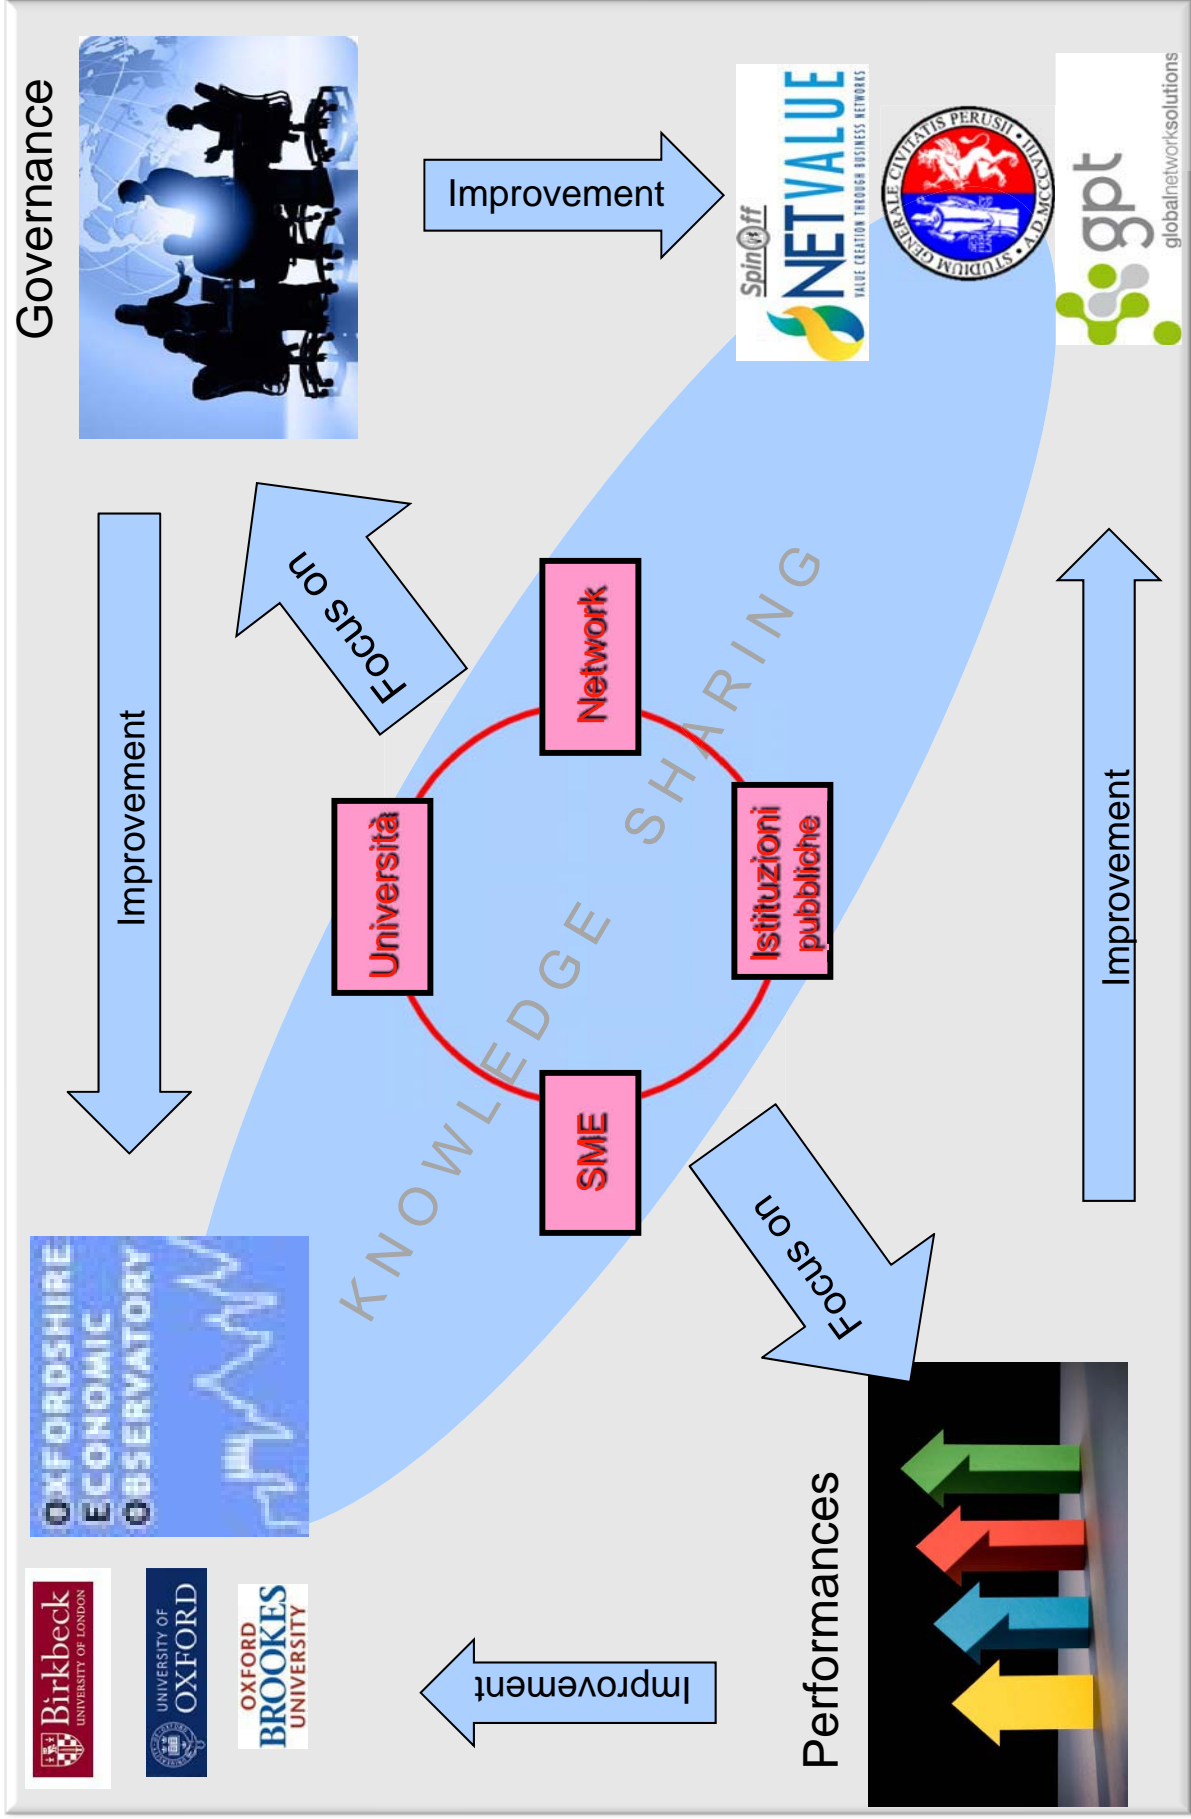 Birkbeck
UNIVERSITY OF LONDON
UNIVERSITY OF
OXFORD
OXFORD
BROOKES
UNIVERSITY
OXFORDSHIRE
ECONOMIC
OBSERVATORY
Improvement
Governance
Focus on
Improvement
Università
SME
Network
Istituzioni
pubbliche
KNOWLEDGE SHARING
Improvement
Focus on
Performances
Improvement
Spin Off
NETVALUE
VALUE CREATION THROUGH BUSINESS NETWORKS
STUDIUM GENERALE CIVITATIS PERUSII • A.D. MCCCVIII •
gpt
globalnetworksolutions